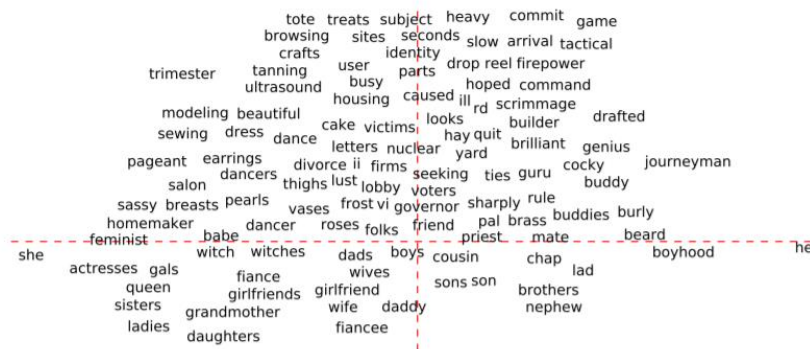 tote treats subject heavy commit game
browsing sites seconds slow arrival tactical
crafts identity
trimester tanning user parts drop reel firepower
ultrasound busy hoped command
housing caused ill rd scrimmage
modeling beautiful looks builder drafted
sewing dress dance cake victims hay quit
letters nuclear yard brilliant genius
pageant earrings divorce ii firms seeking cocky journeyman
salon dancers thighs lust lobby voters ties guru buddy
sassy breasts pearls vases frost vi governor sharply rule buddies burly
homemaker dancer roses folks friend pal brass
feminist babe priest mate beard
she witch witches dads boys cousin chap boyhood he
actresses gals fiance wives lad
queen girlfriends girlfriend sons son brothers
sisters grandmother wife daddy nephew
ladies daughters fiancee